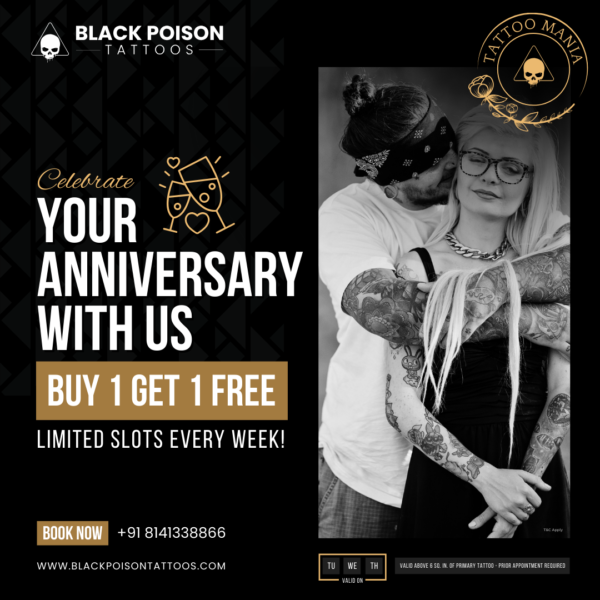 BLACK POISON
TATTOOS
TATTOO MANIA
Celebrate
YOUR
ANNIVERSARY
WITH US
BUY 1 GET 1 FREE
LIMITED SLOTS EVERY WEEK!
BOOK NOW +91 8141338866
WWW.BLACKPOISONTATTOOS.COM
T&C Apply
TU WE TH
VALID ON
VALID ABOVE 6 SQ. IN. OF PRIMARY TATTOO - PRIOR APPOINTMENT REQUIRED